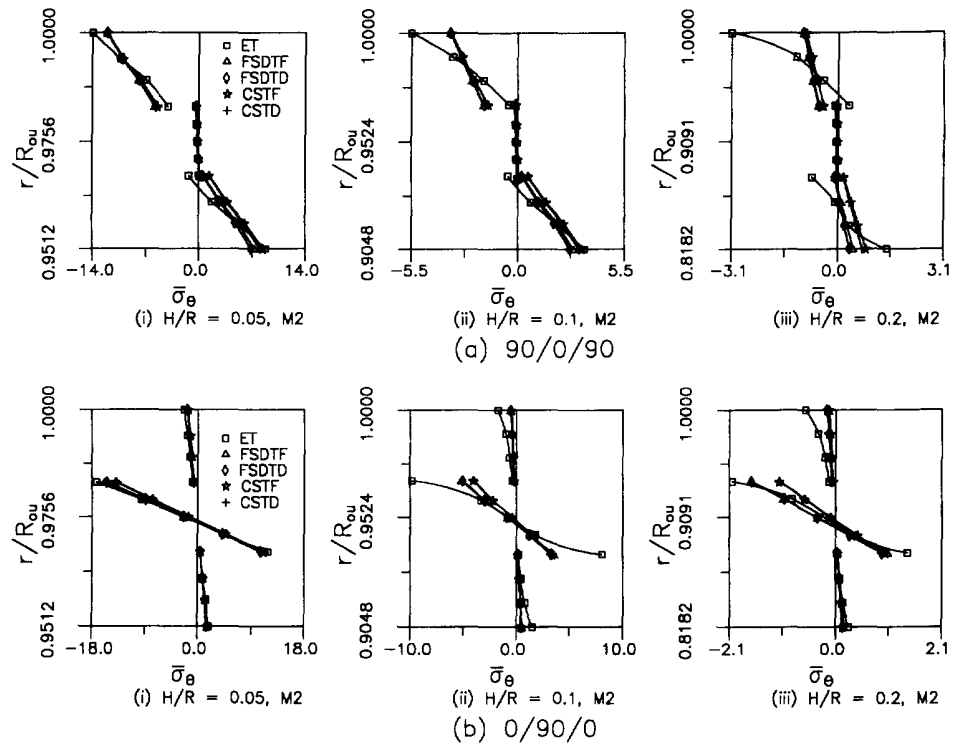 1.0000
0.9756
0.9512
r/R_ou
ET
FSDTF
FSDTD
CSTF
CSTD
−14.0 0.0 14.0
σ̅_θ
(i) H/R = 0.05, M2
1.0000
0.9524
0.9048
r/R_ou
−5.5 0.0 5.5
σ̅_θ
(ii) H/R = 0.1, M2
1.0000
0.9091
0.8182
r/R_ou
−3.1 0.0 3.1
σ̅_θ
(iii) H/R = 0.2, M2
(a) 90/0/90
1.0000
0.9756
0.9512
r/R_ou
ET
FSDTF
FSDTD
CSTF
CSTD
−18.0 0.0 18.0
σ̅_θ
(i) H/R = 0.05, M2
1.0000
0.9524
0.9048
r/R_ou
−10.0 0.0 10.0
σ̅_θ
(ii) H/R = 0.1, M2
1.0000
0.9091
0.8182
r/R_ou
−2.1 0.0 2.1
σ̅_θ
(iii) H/R = 0.2, M2
(b) 0/90/0